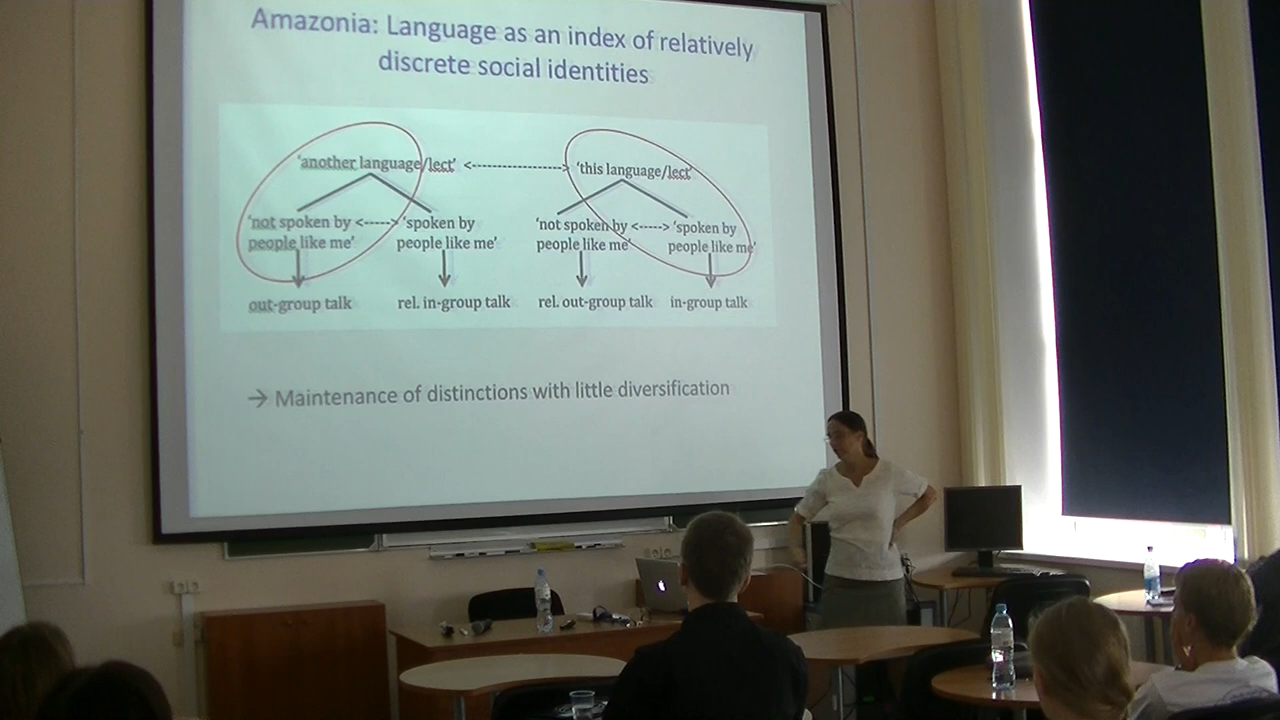 Amazonia: Language as an index of relatively
discrete social identities
'another language/lect' <---------------> 'this language/lect'
'not spoken by <-----> 'spoken by 'not spoken by <-----> 'spoken by
people like me' people like me' people like me' people like me'
out-group talk rel. in-group talk rel. out-group talk in-group talk
→ Maintenance of distinctions with little diversification